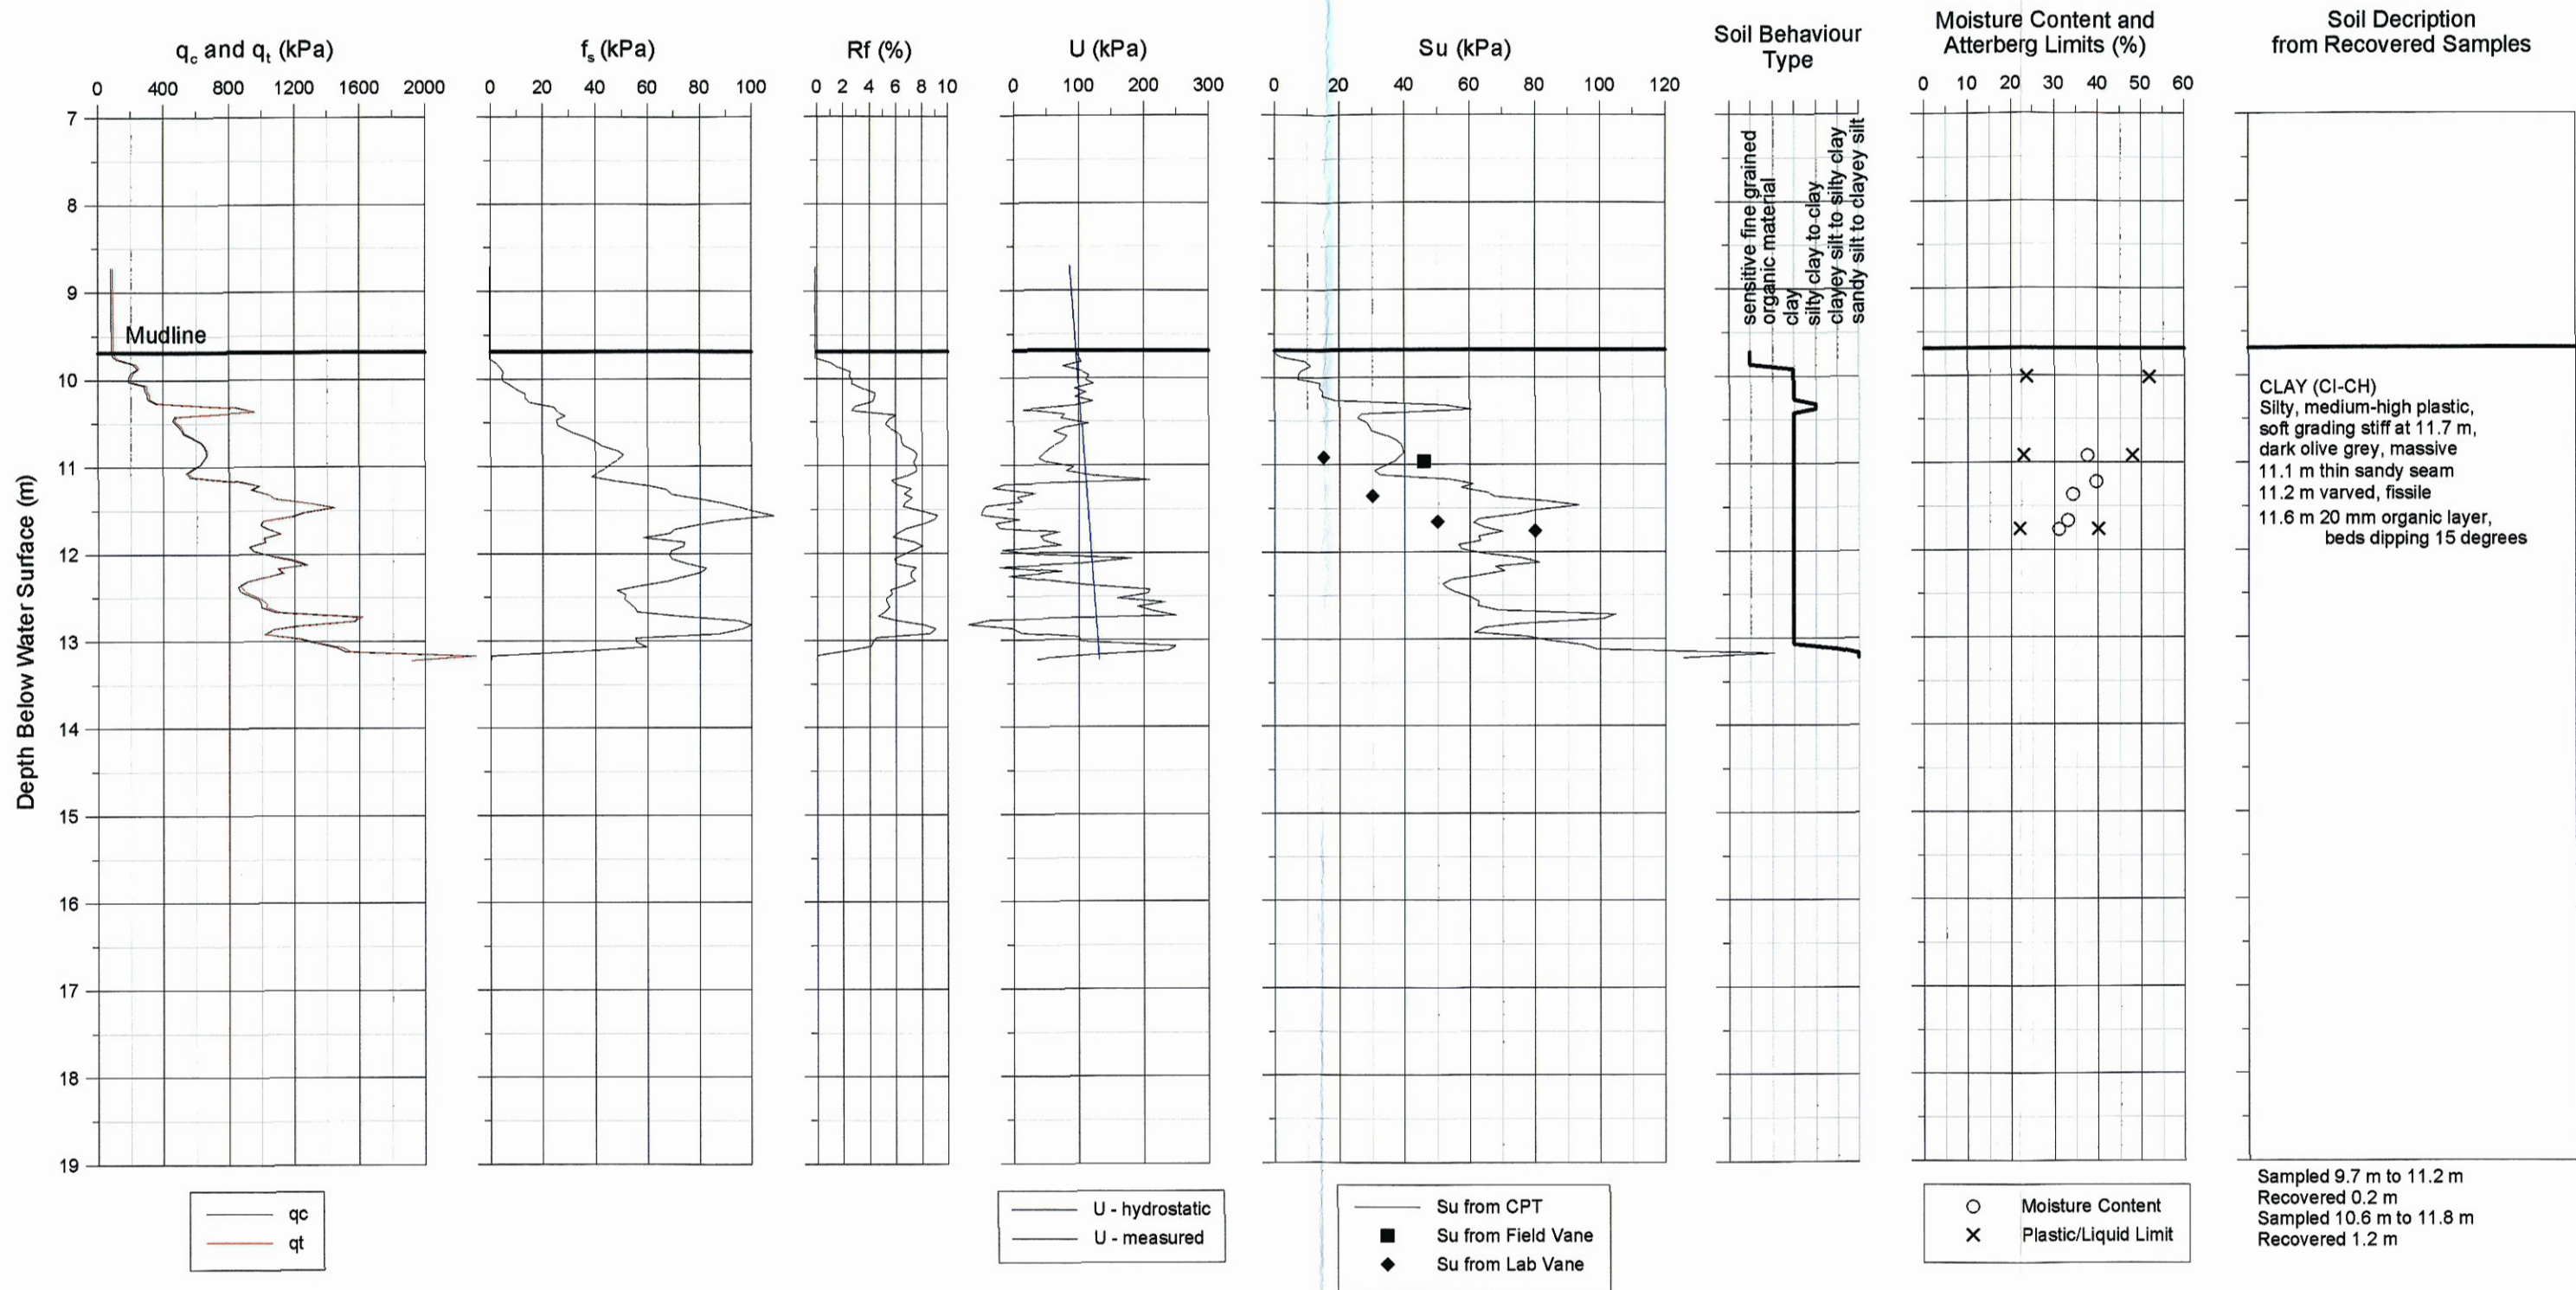 qc and qt (kPa)
0 400 800 1200 1600 2000
fs (kPa)
0 20 40 60 80 100
Rf (%)
0 2 4 6 8 10
U (kPa)
0 100 200 300
Su (kPa)
0 20 40 60 80 100 120
Soil Behaviour
Type
Moisture Content and
Atterberg Limits (%)
0 10 20 30 40 50 60
Soil Decription
from Recovered Samples
Depth Below Water Surface (m)
7
8
9
10
11
12
13
14
15
16
17
18
19
Mudline
sensitive fine grained
organic material
clay
silty clay to clay
clayey silt to silty clay
sandy silt to clayey silt
CLAY (CI-CH)
Silty, medium-high plastic,
soft grading stiff at 11.7 m,
dark olive grey, massive
11.1 m thin sandy seam
11.2 m varved, fissile
11.6 m 20 mm organic layer,
beds dipping 15 degrees
qc
qt
U - hydrostatic
U - measured
Su from CPT
Su from Field Vane
Su from Lab Vane
Moisture Content
Plastic/Liquid Limit
Sampled 9.7 m to 11.2 m
Recovered 0.2 m
Sampled 10.6 m to 11.8 m
Recovered 1.2 m